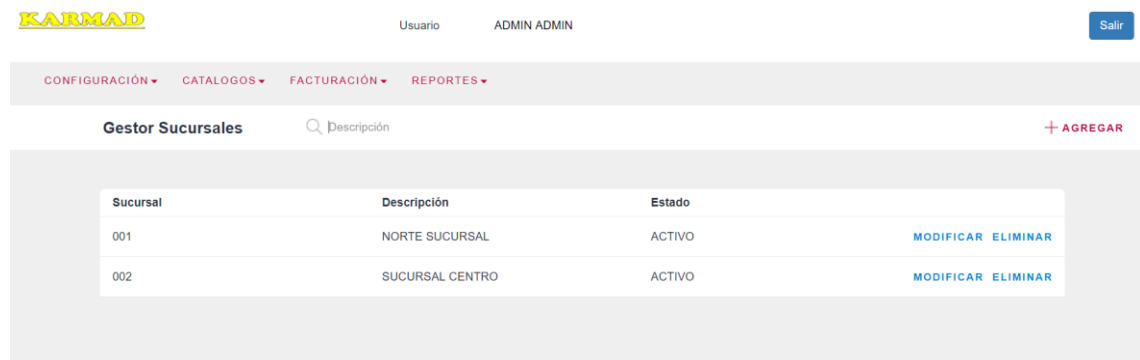 KARMAD Usuario ADMIN ADMIN Salir
CONFIGURACIÓN CATALOGOS FACTURACIÓN REPORTES
Gestor Sucursales Descripción AGREGAR
Sucursal Descripción Estado
001 NORTE SUCURSAL ACTIVO MODIFICAR ELIMINAR
002 SUCURSAL CENTRO ACTIVO MODIFICAR ELIMINAR